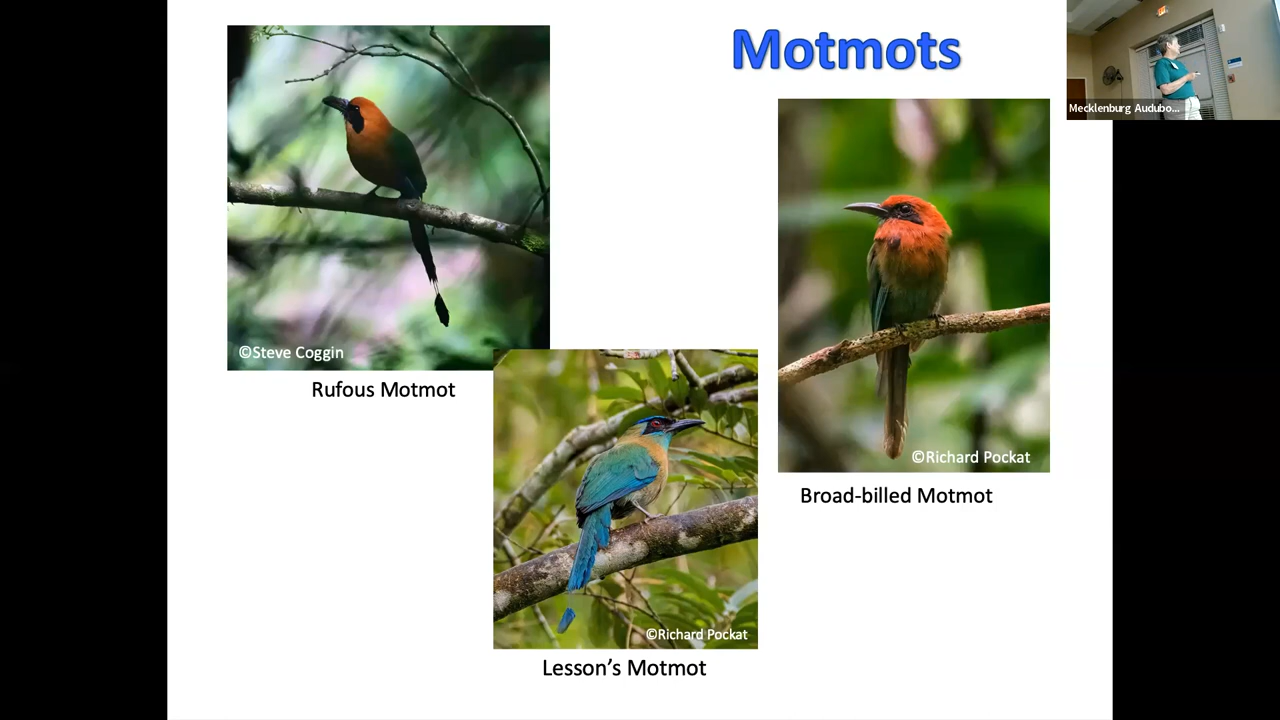 Motmots
Mecklenburg Audubo...
©Steve Coggin
Rufous Motmot
©Richard Pockat
Broad-billed Motmot
©Richard Pockat
Lesson's Motmot